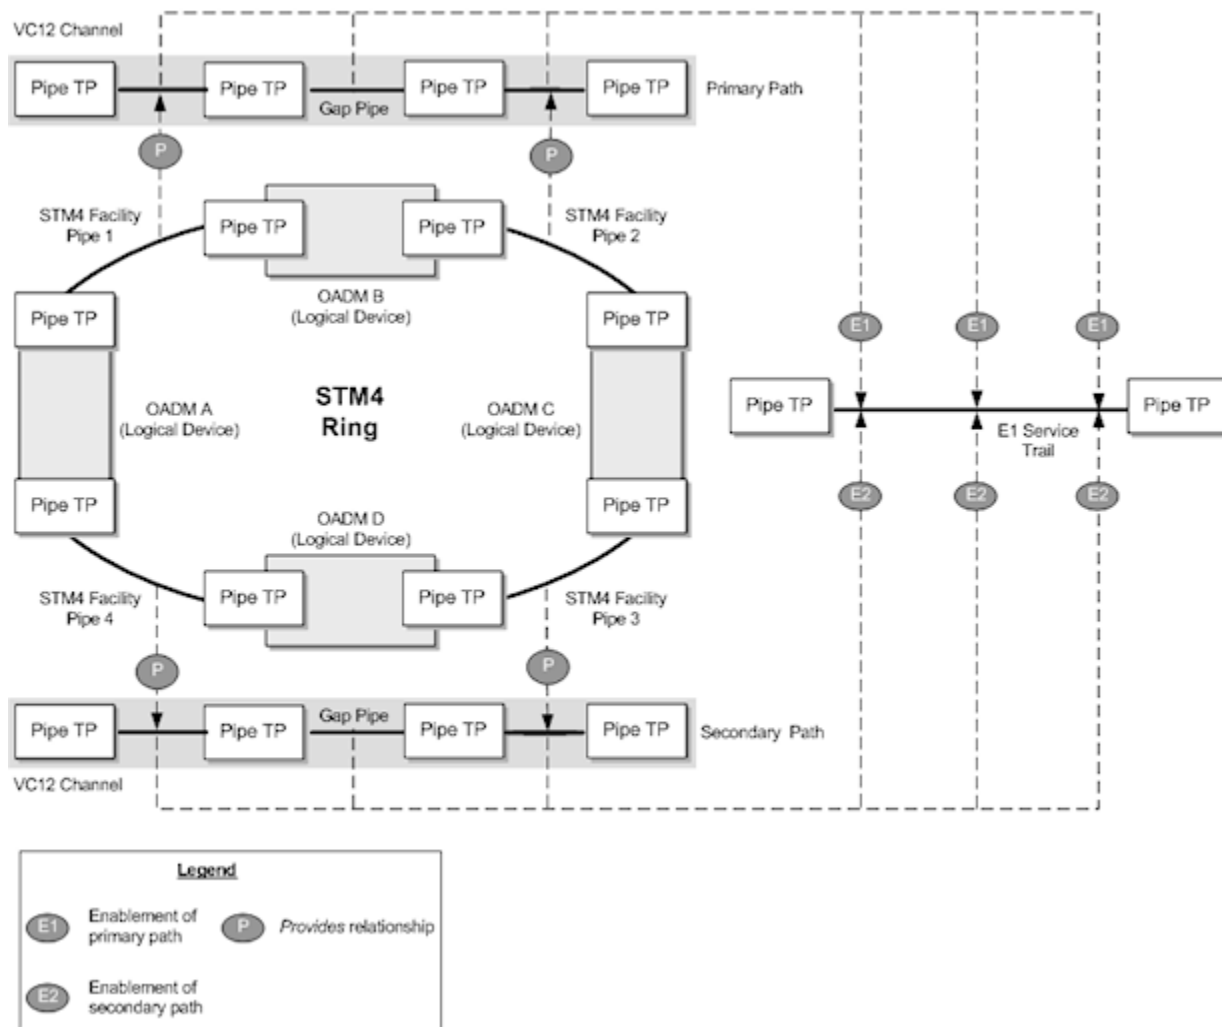 VC12 Channel
Pipe TP
Pipe TP
Pipe TP
Pipe TP
Primary Path
Gap Pipe
P
P
STM4 Facility
Pipe 1
Pipe TP
Pipe TP
STM4 Facility
Pipe 2
OADM B
(Logical Device)
Pipe TP
Pipe TP
E1
E1
E1
STM4
Ring
OADM A
(Logical Device)
OADM C
(Logical Device)
Pipe TP
Pipe TP
E1 Service
Trail
Pipe TP
Pipe TP
E2
E2
E2
OADM D
(Logical Device)
STM4 Facility
Pipe 4
Pipe TP
Pipe TP
STM4 Facility
Pipe 3
P
P
Pipe TP
Pipe TP
Gap Pipe
Pipe TP
Pipe TP
Secondary Path
VC12 Channel
Legend
E1
Enablement of
primary path
P
Provides relationship
E2
Enablement of
secondary path